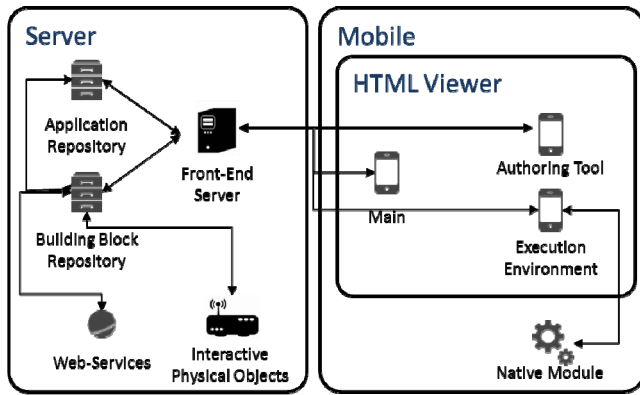 Server
Application
Repository
Front-End
Server
Building Block
Repository
Web-Services
Interactive
Physical Objects
Mobile
HTML Viewer
Authoring Tool
Main
Execution
Environment
Native Module